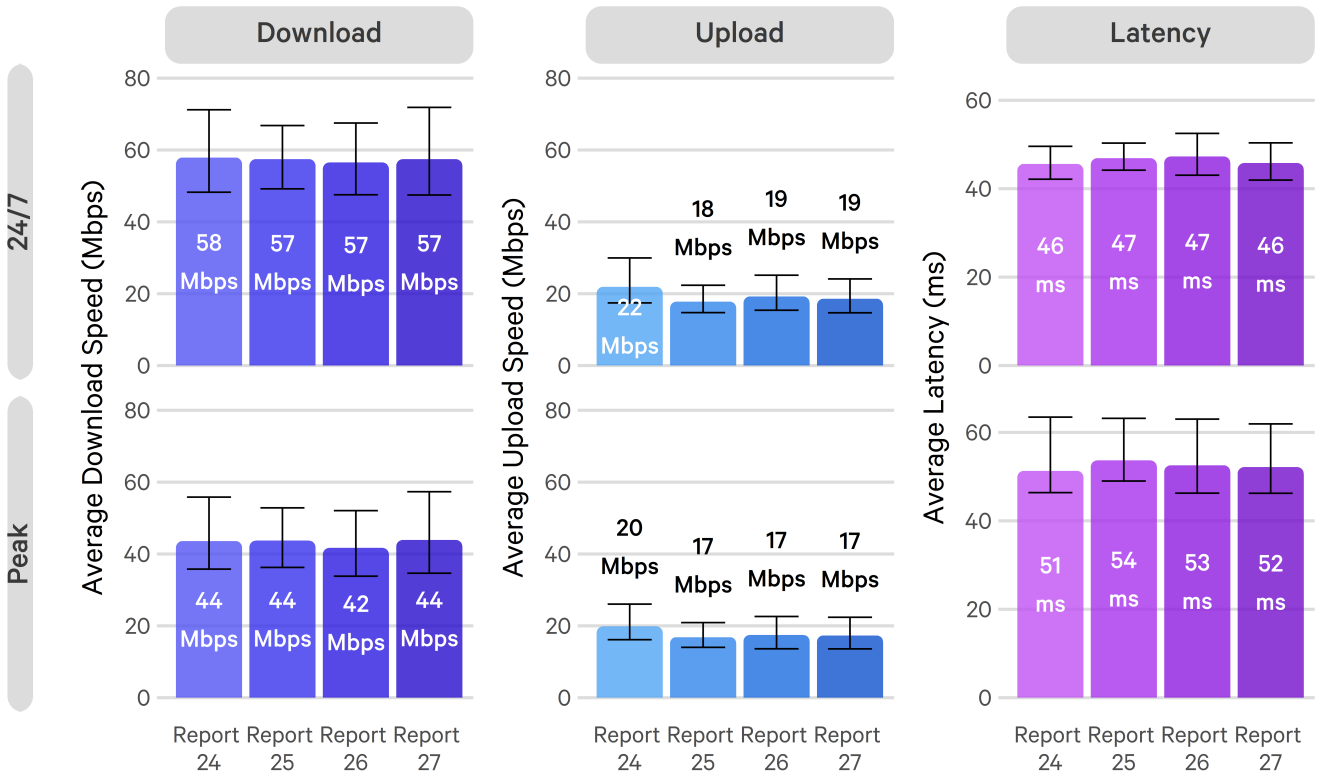 Download
Upload
Latency
24/7
Average Download Speed (Mbps)
80
60
40
20
0
58
Mbps
57
Mbps
57
Mbps
57
Mbps
Average Upload Speed (Mbps)
80
60
40
20
0
22
Mbps
18
Mbps
19
Mbps
19
Mbps
Average Latency (ms)
60
40
20
0
46
ms
47
ms
47
ms
46
ms
Peak
80
60
40
20
0
44
Mbps
44
Mbps
42
Mbps
44
Mbps
80
60
40
20
0
20
Mbps
17
Mbps
17
Mbps
17
Mbps
60
40
20
0
51
ms
54
ms
53
ms
52
ms
Report
24
Report
25
Report
26
Report
27
Report
24
Report
25
Report
26
Report
27
Report
24
Report
25
Report
26
Report
27